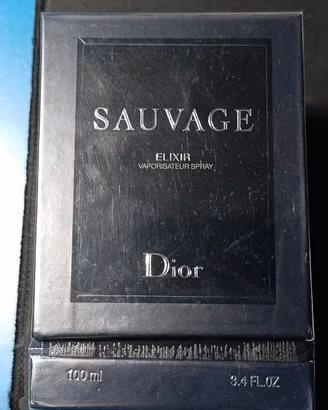 SAUVAGE
ELIXIR
VAPORISATEUR SPRAY
Dior
100 ml 3.4 FL.OZ